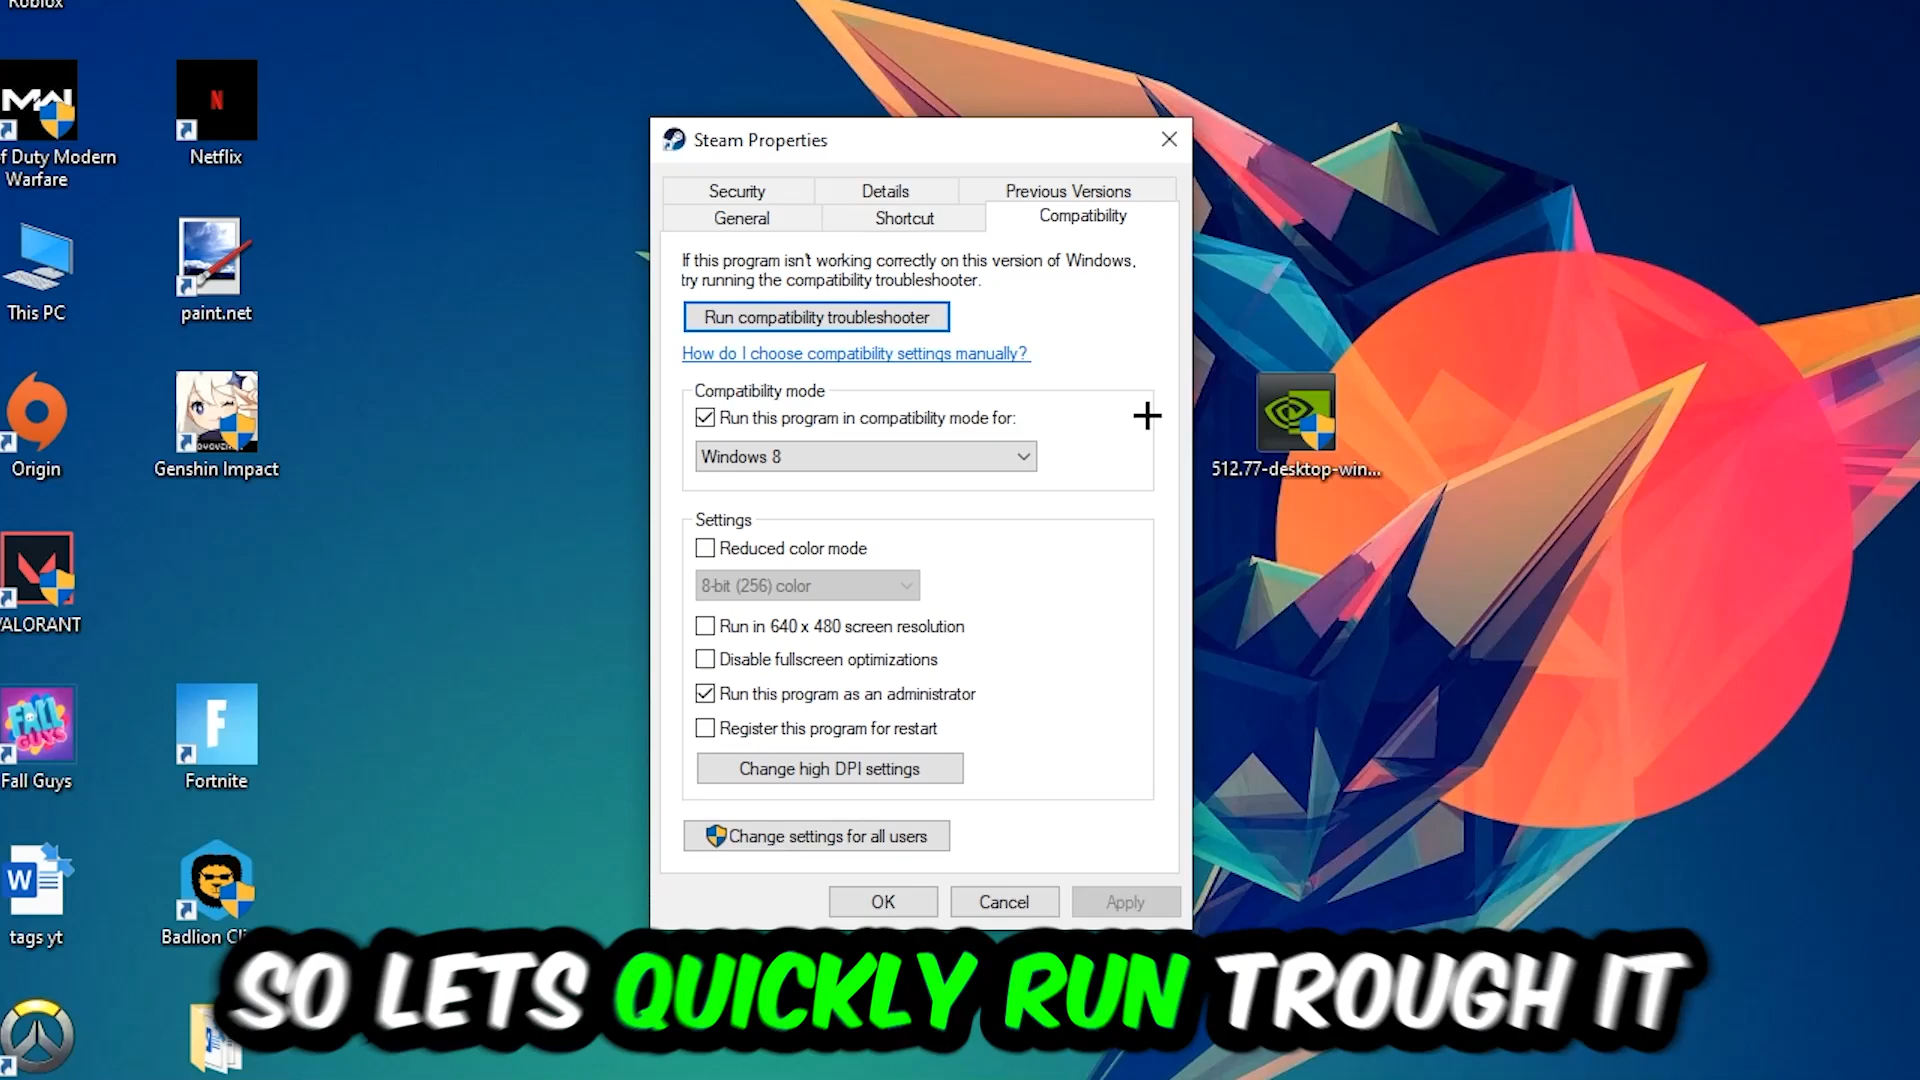 Roblox
MW
f Duty Modern
Warfare
N
Netflix
This PC
paint.net
Origin
Genshin Impact
VALORANT
FALL
GUYS
Fall Guys
F
Fortnite
W
tags yt
Badlion Cli
Steam Properties
Security
Details
Previous Versions
General
Shortcut
Compatibility
If this program isn't working correctly on this version of Windows,
try running the compatibility troubleshooter.
Run compatibility troubleshooter
How do I choose compatibility settings manually?
Compatibility mode
Run this program in compatibility mode for:
Windows 8
Settings
Reduced color mode
8-bit (256) color
Run in 640 x 480 screen resolution
Disable fullscreen optimizations
Run this program as an administrator
Register this program for restart
Change high DPI settings
Change settings for all users
OK
Cancel
Apply
512.77-desktop-win...
SO LETS QUICKLY RUN TROUGH IT